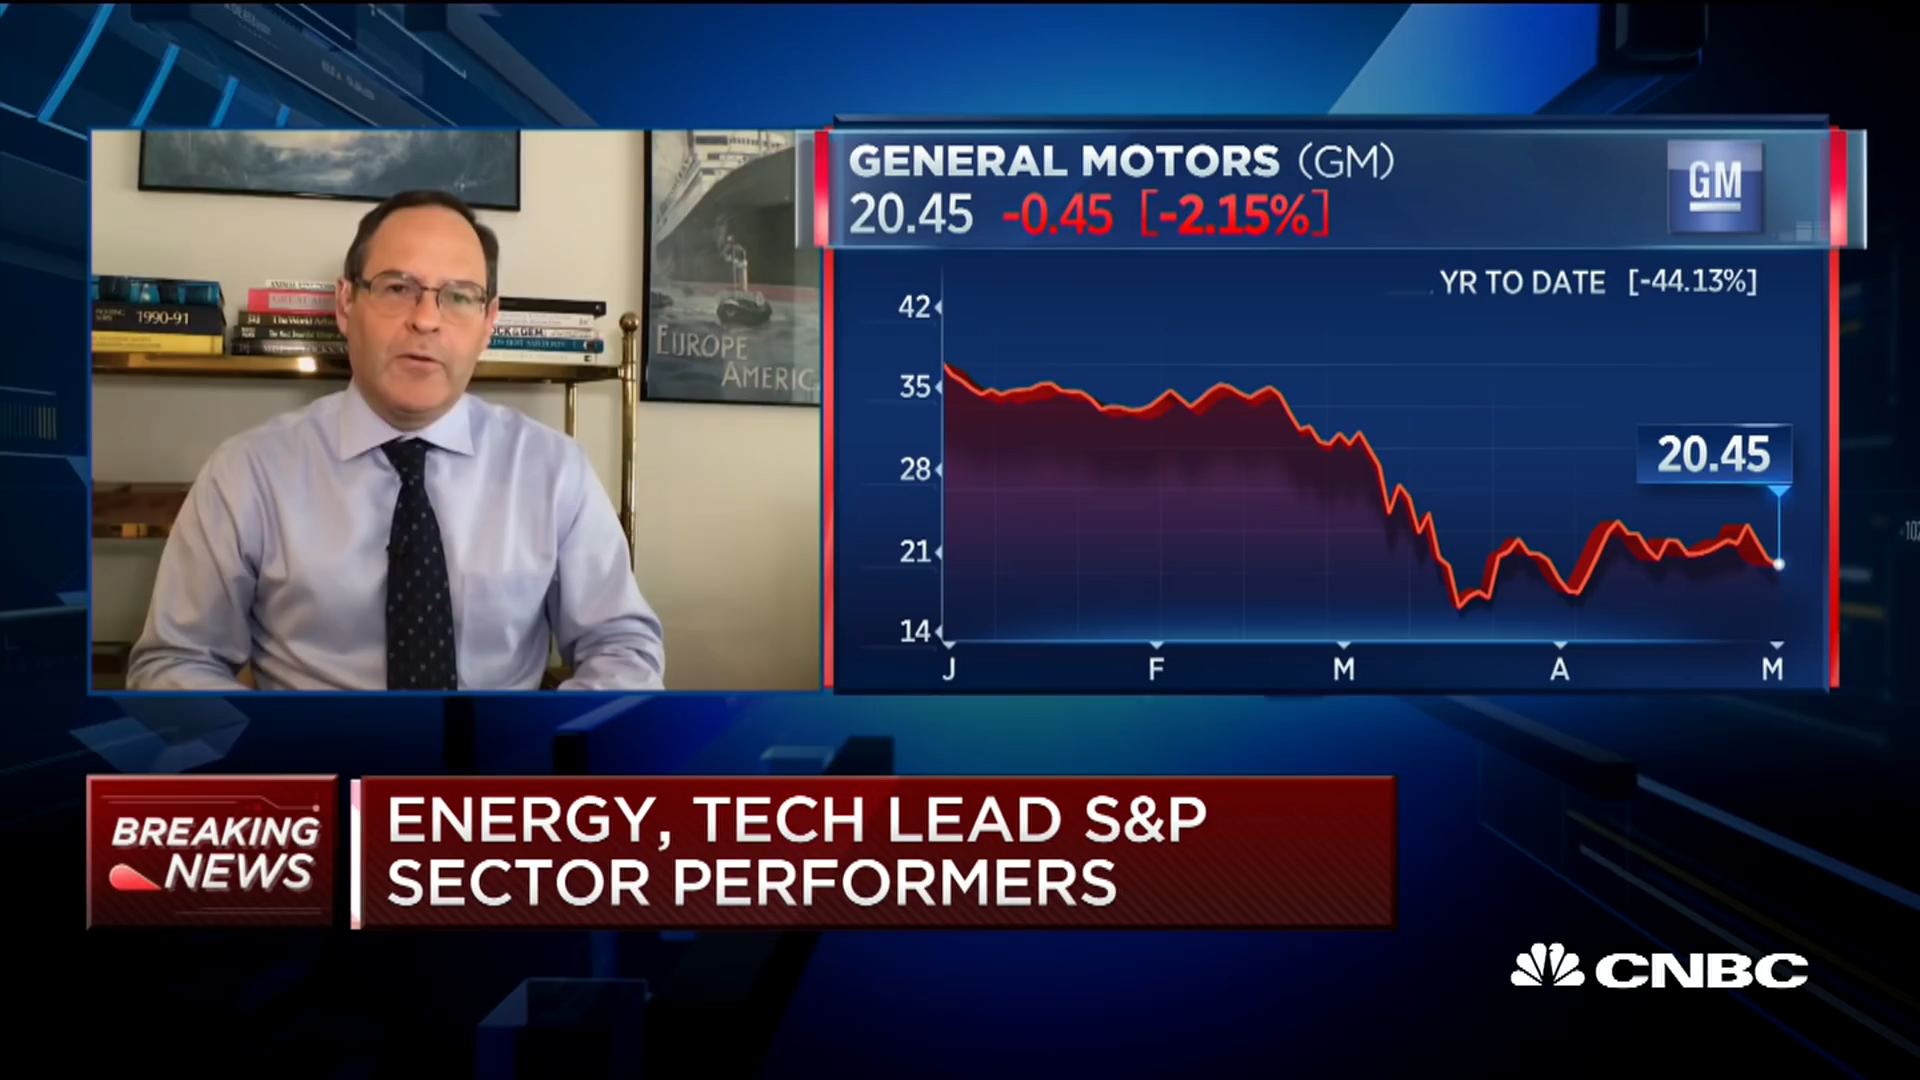 GENERAL MOTORS (GM)
20.45 -0.45 [-2.15%]
GM
YR TO DATE [-44.13%]
42
35
28
21
14
20.45
J F M A M
1990-91
EUROPE
AMERIC
BREAKING
NEWS
ENERGY, TECH LEAD S&P
SECTOR PERFORMERS
CNBC